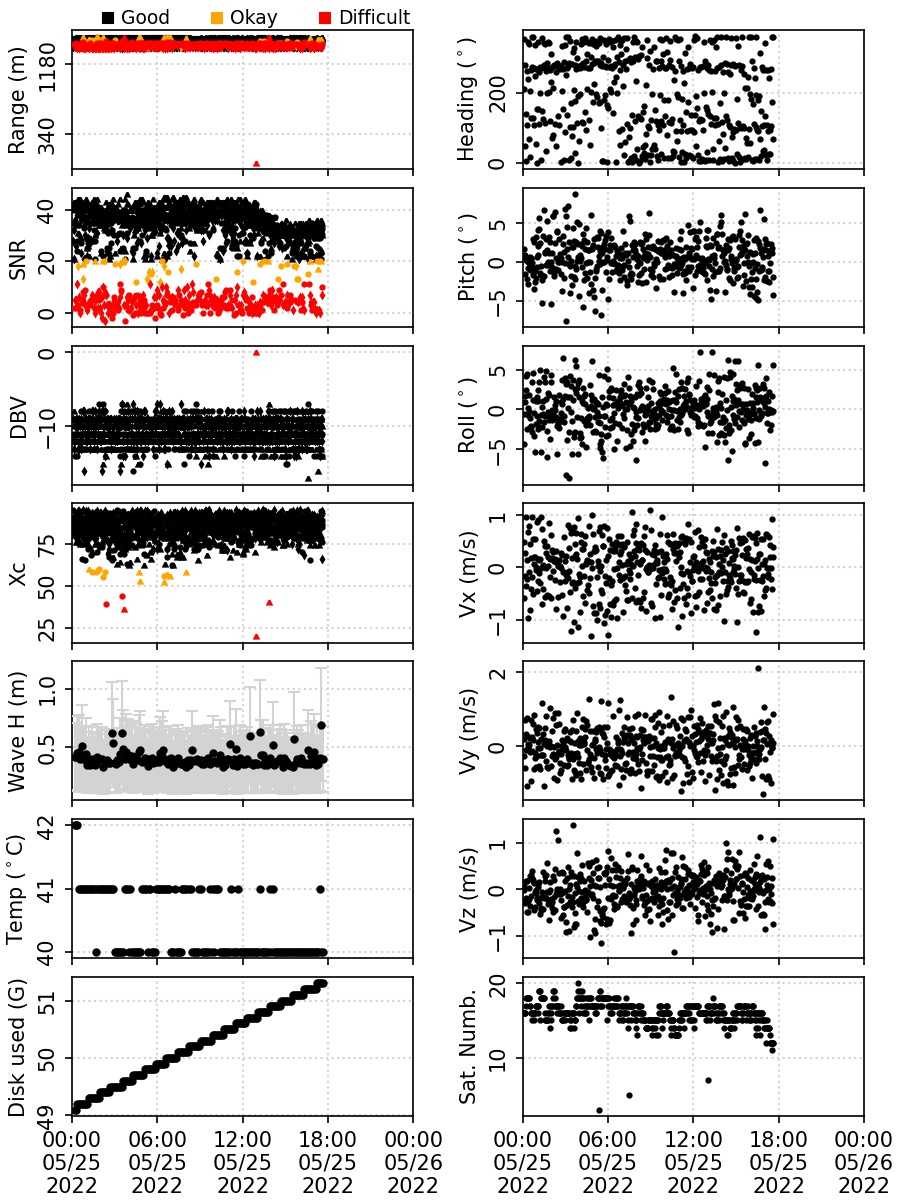 Good Okay Difficult
Range (m)
1180
340
Heading (°)
200
0
SNR
40
20
0
Pitch (°)
5
0
−5
DBV
0
−10
Roll (°)
5
0
−5
Xc
75
50
25
Vx (m/s)
1
0
−1
Wave H (m)
1.0
0.5
Vy (m/s)
2
0
Temp (°C)
42
41
40
Vz (m/s)
1
0
−1
Disk used (G)
51
50
49
Sat. Numb.
20
10
00:00 06:00 12:00 18:00 00:00
05/25 05/25 05/25 05/25 05/26
2022 2022 2022 2022 2022
00:00 06:00 12:00 18:00 00:00
05/25 05/25 05/25 05/25 05/26
2022 2022 2022 2022 2022